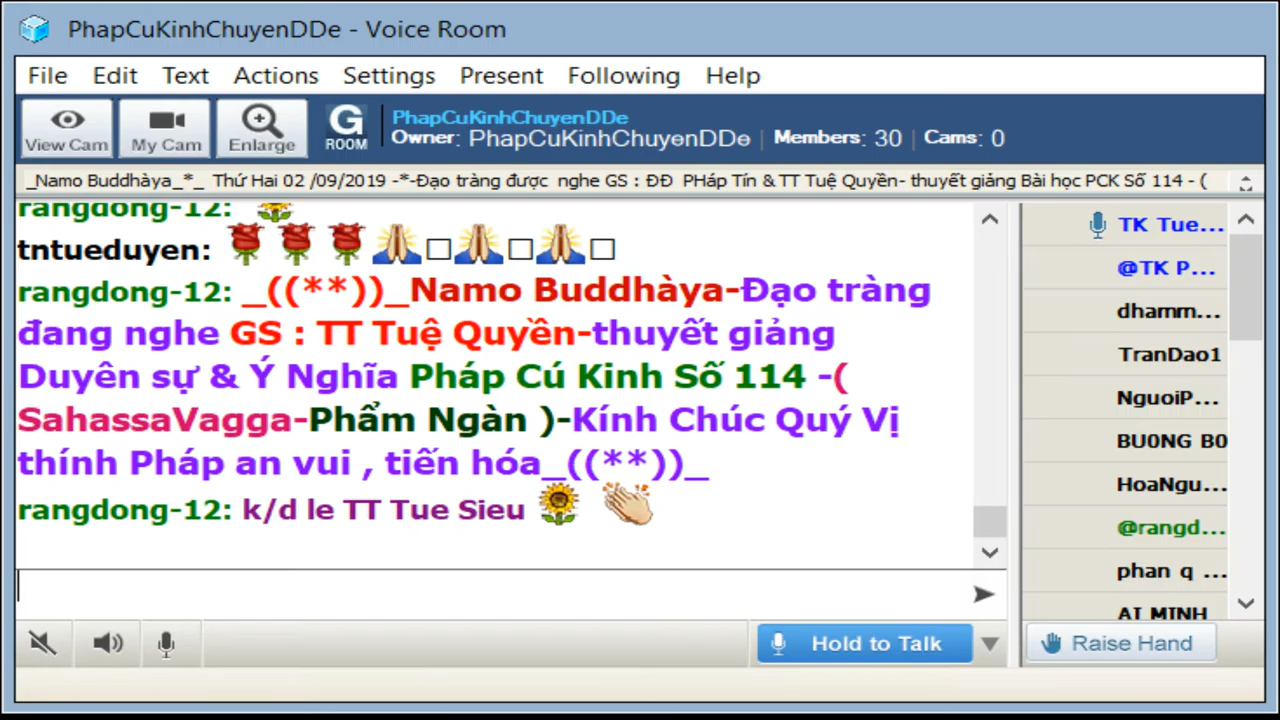 PhapCuKinhChuyenDDe - Voice Room
File Edit Text Actions Settings Present Following Help
View Cam My Cam Enlarge G ROOM
PhapCuKinhChuyenDDe
Owner: PhapCuKinhChuyenDDe | Members: 30 | Cams: 0
_Namo Buddhàya_*_ Thứ Hai 02 /09/2019 -*-Đạo tràng được nghe GS : ĐĐ PHáp Tín & TT Tuệ Quyền- thuyết giảng Bài học PCK Số 114 - (
rangdong-12:
tntueduyen:
rangdong-12: _((**))_Namo Buddhàya-Đạo tràng
đang nghe GS : TT Tuệ Quyền-thuyết giảng
Duyên sự & Ý Nghĩa Pháp Cú Kinh Số 114 -(
SahassaVagga-Phẩm Ngàn )-Kính Chúc Quý Vị
thính Pháp an vui , tiến hóa_((**))_
rangdong-12: k/d le TT Tue Sieu
TK Tue...
@TK P...
dhamm...
TranDao1
NguoiP...
BU0NG B0
HoaNgu...
@rangd...
phan q ...
AI MINH
Hold to Talk
Raise Hand